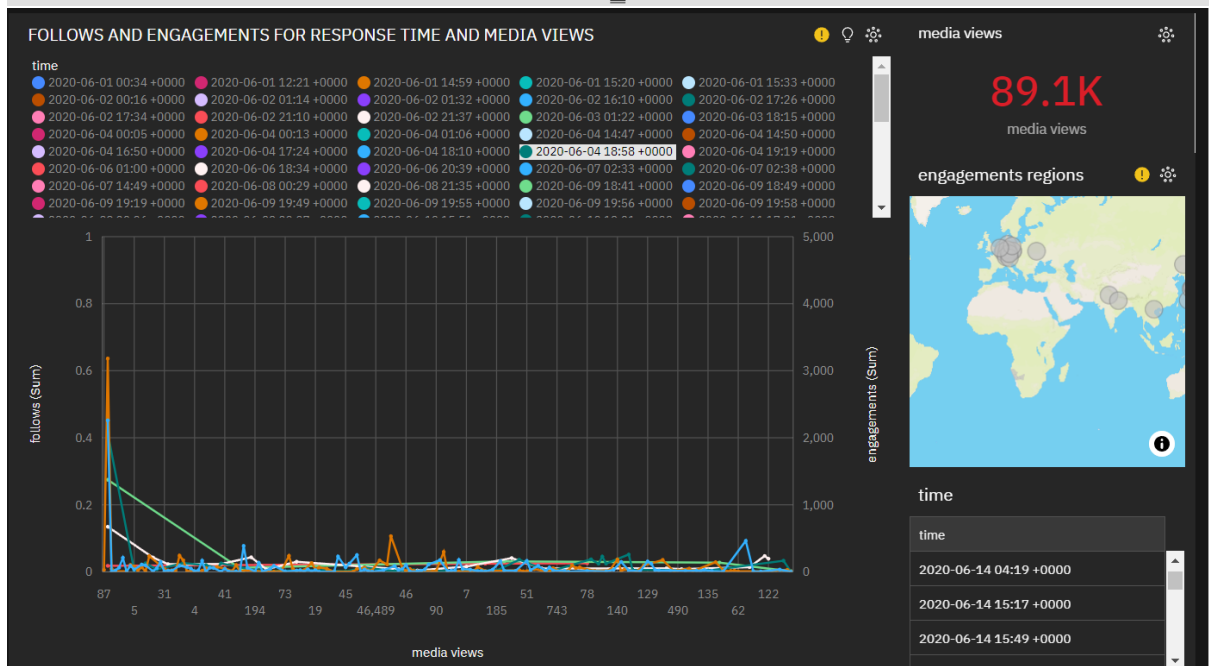 FOLLOWS AND ENGAGEMENTS FOR RESPONSE TIME AND MEDIA VIEWS
time
2020-06-01 00:34 +0000 2020-06-01 12:21 +0000 2020-06-01 14:59 +0000 2020-06-01 15:20 +0000 2020-06-01 15:33 +0000
2020-06-02 00:16 +0000 2020-06-02 01:14 +0000 2020-06-02 01:32 +0000 2020-06-02 16:10 +0000 2020-06-02 17:26 +0000
2020-06-02 17:34 +0000 2020-06-02 21:10 +0000 2020-06-02 21:37 +0000 2020-06-03 01:22 +0000 2020-06-03 18:15 +0000
2020-06-04 00:05 +0000 2020-06-04 00:13 +0000 2020-06-04 01:06 +0000 2020-06-04 14:47 +0000 2020-06-04 14:50 +0000
2020-06-04 16:50 +0000 2020-06-04 17:24 +0000 2020-06-04 18:10 +0000 2020-06-04 18:58 +0000 2020-06-04 19:19 +0000
2020-06-06 01:00 +0000 2020-06-06 18:34 +0000 2020-06-06 20:39 +0000 2020-06-07 02:33 +0000 2020-06-07 02:38 +0000
2020-06-07 14:49 +0000 2020-06-08 00:29 +0000 2020-06-08 21:35 +0000 2020-06-09 18:41 +0000 2020-06-09 18:49 +0000
2020-06-09 19:19 +0000 2020-06-09 19:49 +0000 2020-06-09 19:55 +0000 2020-06-09 19:56 +0000 2020-06-09 19:58 +0000
1 5,000
0.8 4,000
0.6 3,000
0.4 2,000
0.2 1,000
0 0
follows (Sum)
engagements (Sum)
87 31 41 73 45 46 7 51 78 129 135 122
5 4 194 19 46,489 90 185 743 140 490 62
media views
media views
89.1K
media views
engagements regions
time
time
2020-06-14 04:19 +0000
2020-06-14 15:17 +0000
2020-06-14 15:49 +0000